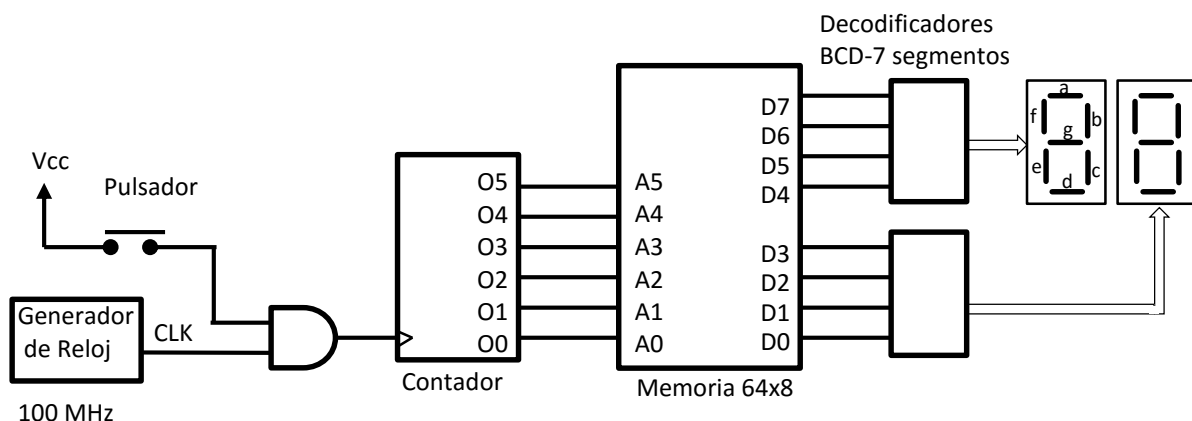 Decodificadores
BCD-7 segmentos
Vcc
Pulsador
Generador
de Reloj
CLK
100 MHz
O5
O4
O3
O2
O1
O0
Contador
A5
A4
A3
A2
A1
A0
D7
D6
D5
D4
D3
D2
D1
D0
Memoria 64x8
a
f
b
g
e
c
d